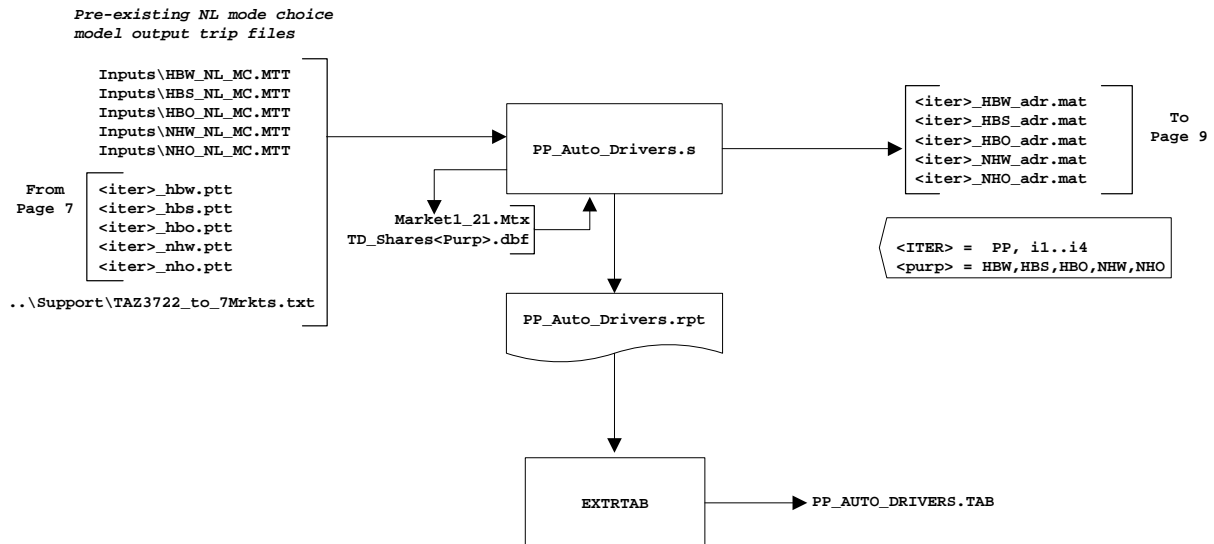 Pre-existing NL mode choice
model output trip files
Inputs\HBW_NL_MC.MTT
Inputs\HBS_NL_MC.MTT
Inputs\HBO_NL_MC.MTT
Inputs\NHW_NL_MC.MTT
Inputs\NHO_NL_MC.MTT
From
Page 7
<iter>_hbw.ptt
<iter>_hbs.ptt
<iter>_hbo.ptt
<iter>_nhw.ptt
<iter>_nho.ptt
..\Support\TAZ3722_to_7Mrkts.txt
PP_Auto_Drivers.s
Market1_21.Mtx
TD_Shares<Purp>.dbf
<iter>_HBW_adr.mat
<iter>_HBS_adr.mat
<iter>_HBO_adr.mat
<iter>_NHW_adr.mat
<iter>_NHO_adr.mat
To
Page 9
<ITER> = PP, i1..i4
<purp> = HBW,HBS,HBO,NHW,NHO
PP_Auto_Drivers.rpt
EXTRTAB
PP_AUTO_DRIVERS.TAB